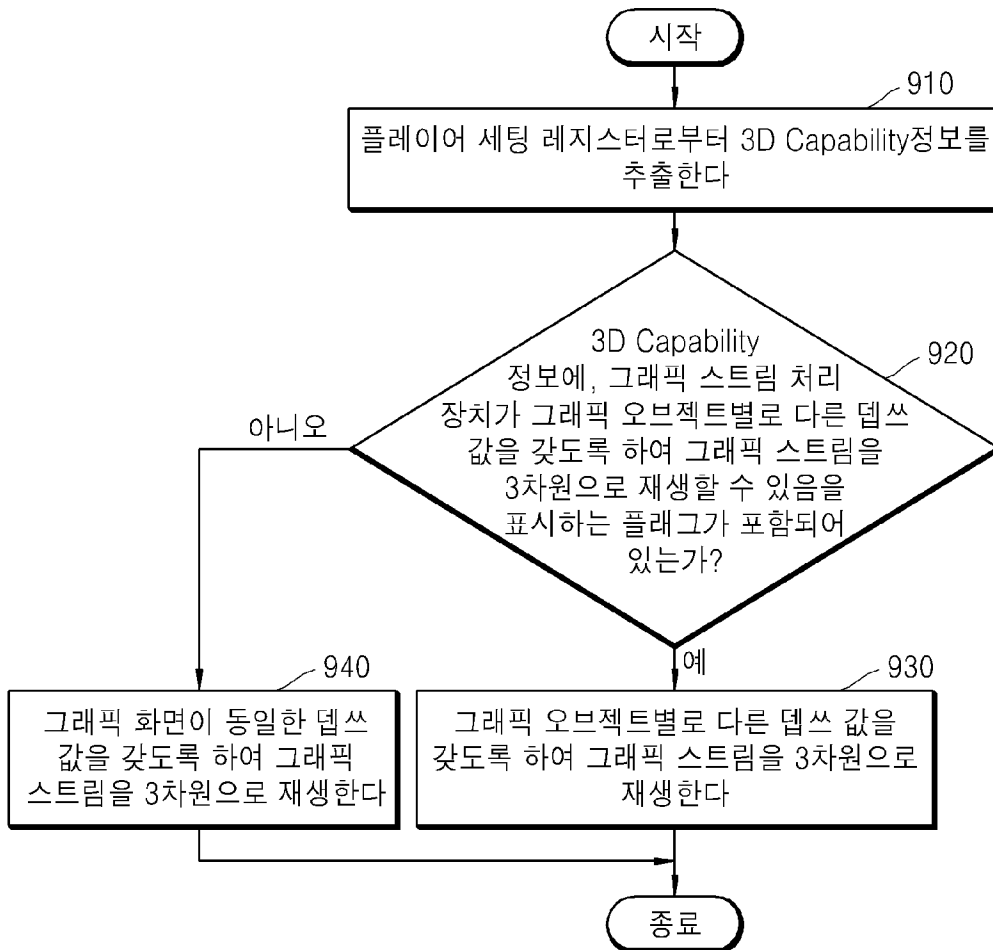 시작
910
플레이어 세팅 레지스터로부터 3D Capability정보를
추출한다
920
3D Capability
정보에, 그래픽 스트림 처리
장치가 그래픽 오브젝트별로 다른 뎁쓰
값을 갖도록 하여 그래픽 스트림을
3차원으로 재생할 수 있음을
표시하는 플래그가 포함되어
있는가?
아니오
예
940
그래픽 화면이 동일한 뎁쓰
값을 갖도록 하여 그래픽
스트림을 3차원으로 재생한다
930
그래픽 오브젝트별로 다른 뎁쓰 값을
갖도록 하여 그래픽 스트림을 3차원으로
재생한다
종료